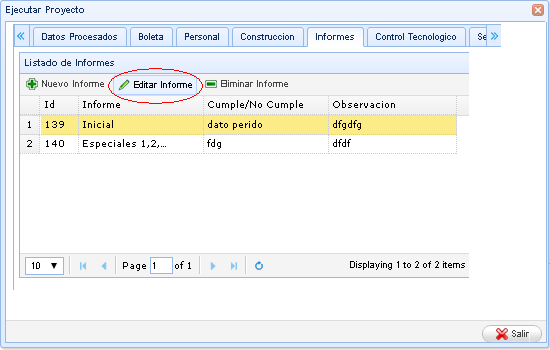 Ejecutar Proyecto
Datos Procesados Boleta Personal Construccion Informes Control Tecnologico Se
Listado de Informes
Nuevo Informe Editar Informe Eliminar Informe
Id Informe Cumple/No Cumple Observacion
1 139 Inicial dato perido dfgdfg
2 140 Especiales 1,2,... fdg dfdf
10 Page 1 of 1 Displaying 1 to 2 of 2 items
Salir